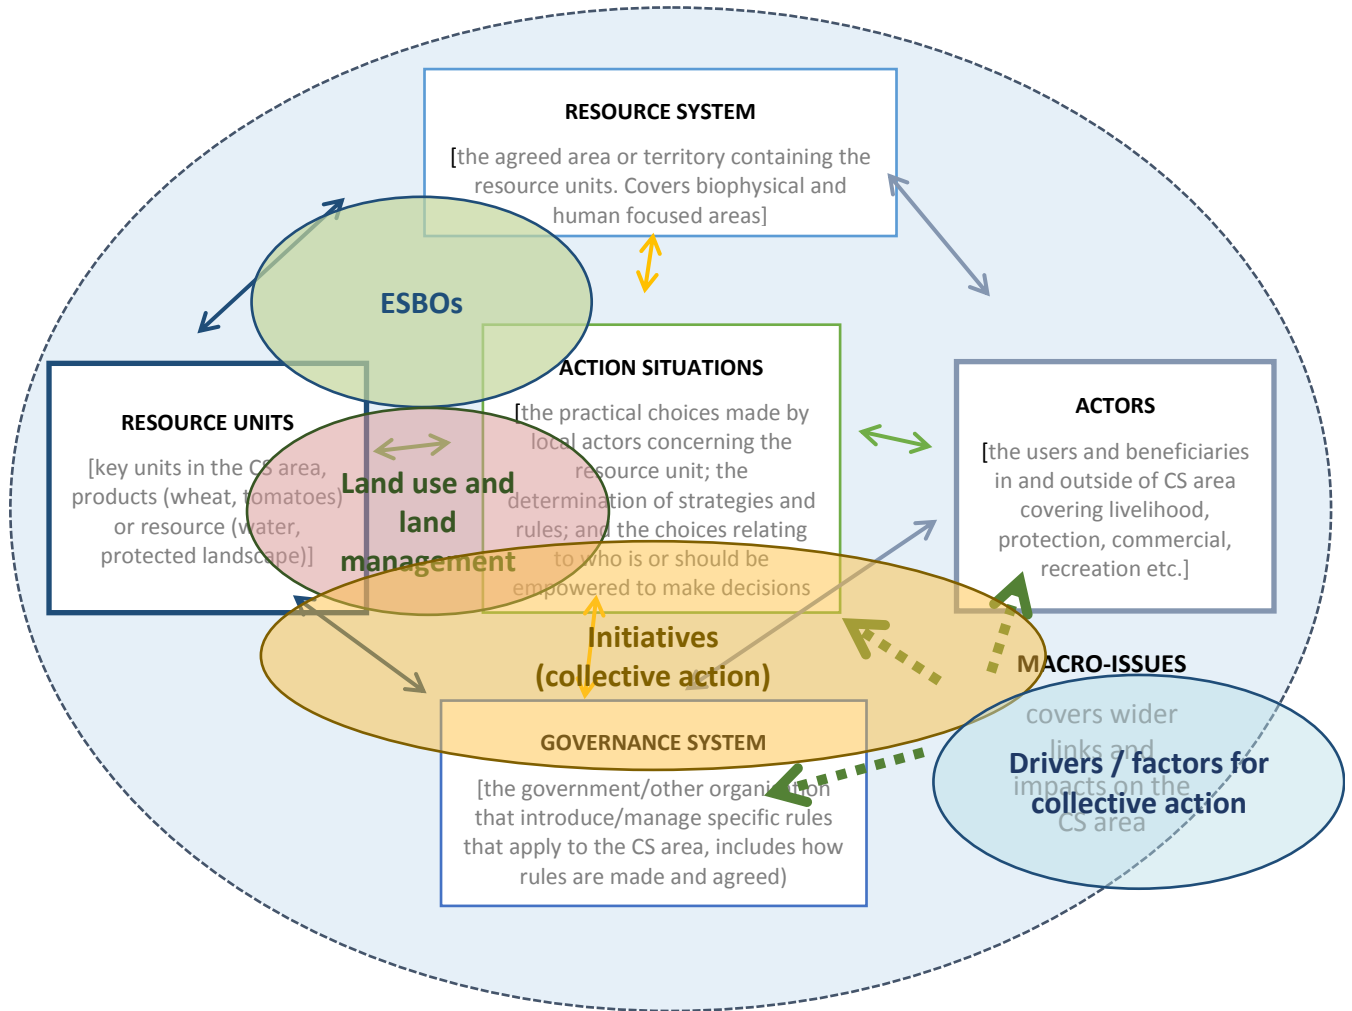 RESOURCE SYSTEM
[the agreed area or territory containing the
resource units. Covers biophysical and
human focused areas]
ESBOs
ACTION SITUATIONS
[the practical choices made by
local actors concerning the
resource unit; the
determination of strategies and
rules; and the choices relating
to who is or should be
empowered to make decisions
RESOURCE UNITS
[key units in the CS area,
products (wheat, tomatoes)
or resource (water,
protected landscape)]
Land use and
land
management
ACTORS
[the users and beneficiaries
in and outside of CS area
covering livelihood,
protection, commercial,
recreation etc.]
Initiatives
(collective action)
MACRO-ISSUES
covers wider
links and
impacts on the
CS area
Drivers / factors for
collective action
GOVERNANCE SYSTEM
[the government/other organisation
that introduce/manage specific rules
that apply to the CS area, includes how
rules are made and agreed)